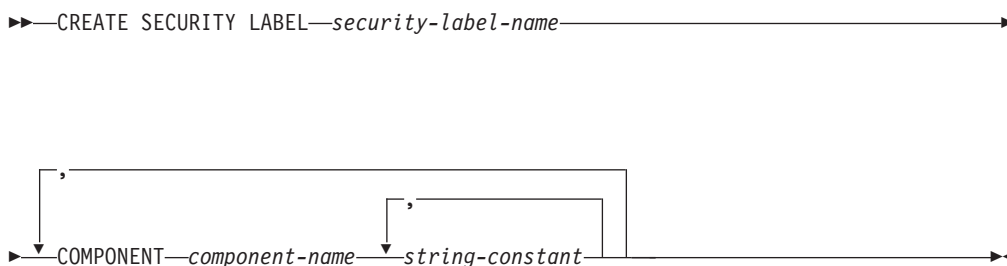 CREATE SECURITY LABEL security-label-name
,
,
COMPONENT component-name string-constant